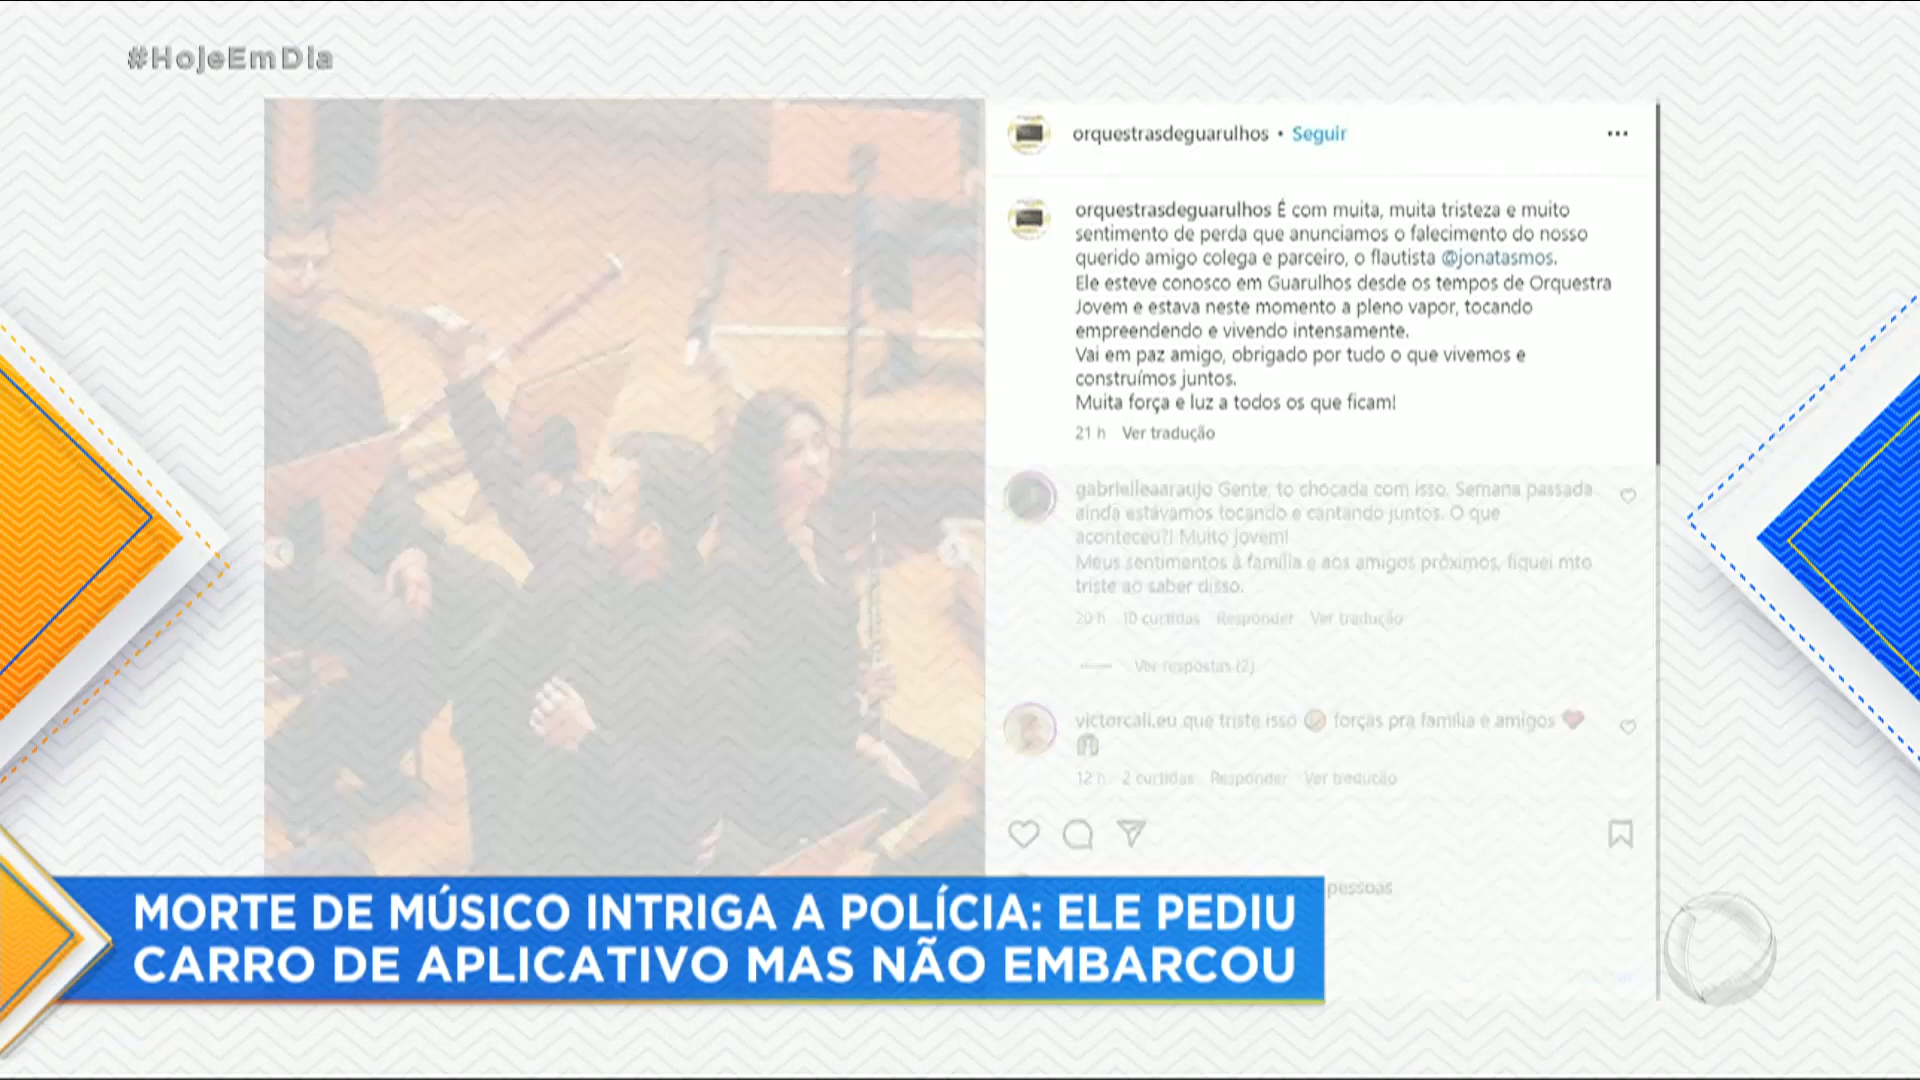 #HojeEmDia
orquestrasdeguarulhos • Seguir
orquestrasdeguarulhos É com muita, muita tristeza e muito
sentimento de perda que anunciamos o falecimento do nosso
querido amigo colega e parceiro, o flautista @jonatasmos.
Ele esteve conosco em Guarulhos desde os tempos de Orquestra
Jovem e estava neste momento a pleno vapor, tocando
empreendendo e vivendo intensamente.
Vai em paz amigo, obrigado por tudo o que vivemos e
construímos juntos.
Muita força e luz a todos os que ficam!
21 h Ver tradução
gabrielleaaraujo Gente, to chocada com isso. Semana passada
ainda estávamos tocando e cantando juntos. O que
aconteceu?! Muito jovem!
Meus sentimentos à família e aos amigos próximos, fiquei mto
triste ao saber disso.
20 h 10 curtidas Responder Ver tradução
Ver respostas (2)
victorcali.eu que triste isso forças pra família e amigos
12 h 2 curtidas Responder Ver tradução
pessoas
MORTE DE MÚSICO INTRIGA A POLÍCIA: ELE PEDIU
CARRO DE APLICATIVO MAS NÃO EMBARCOU